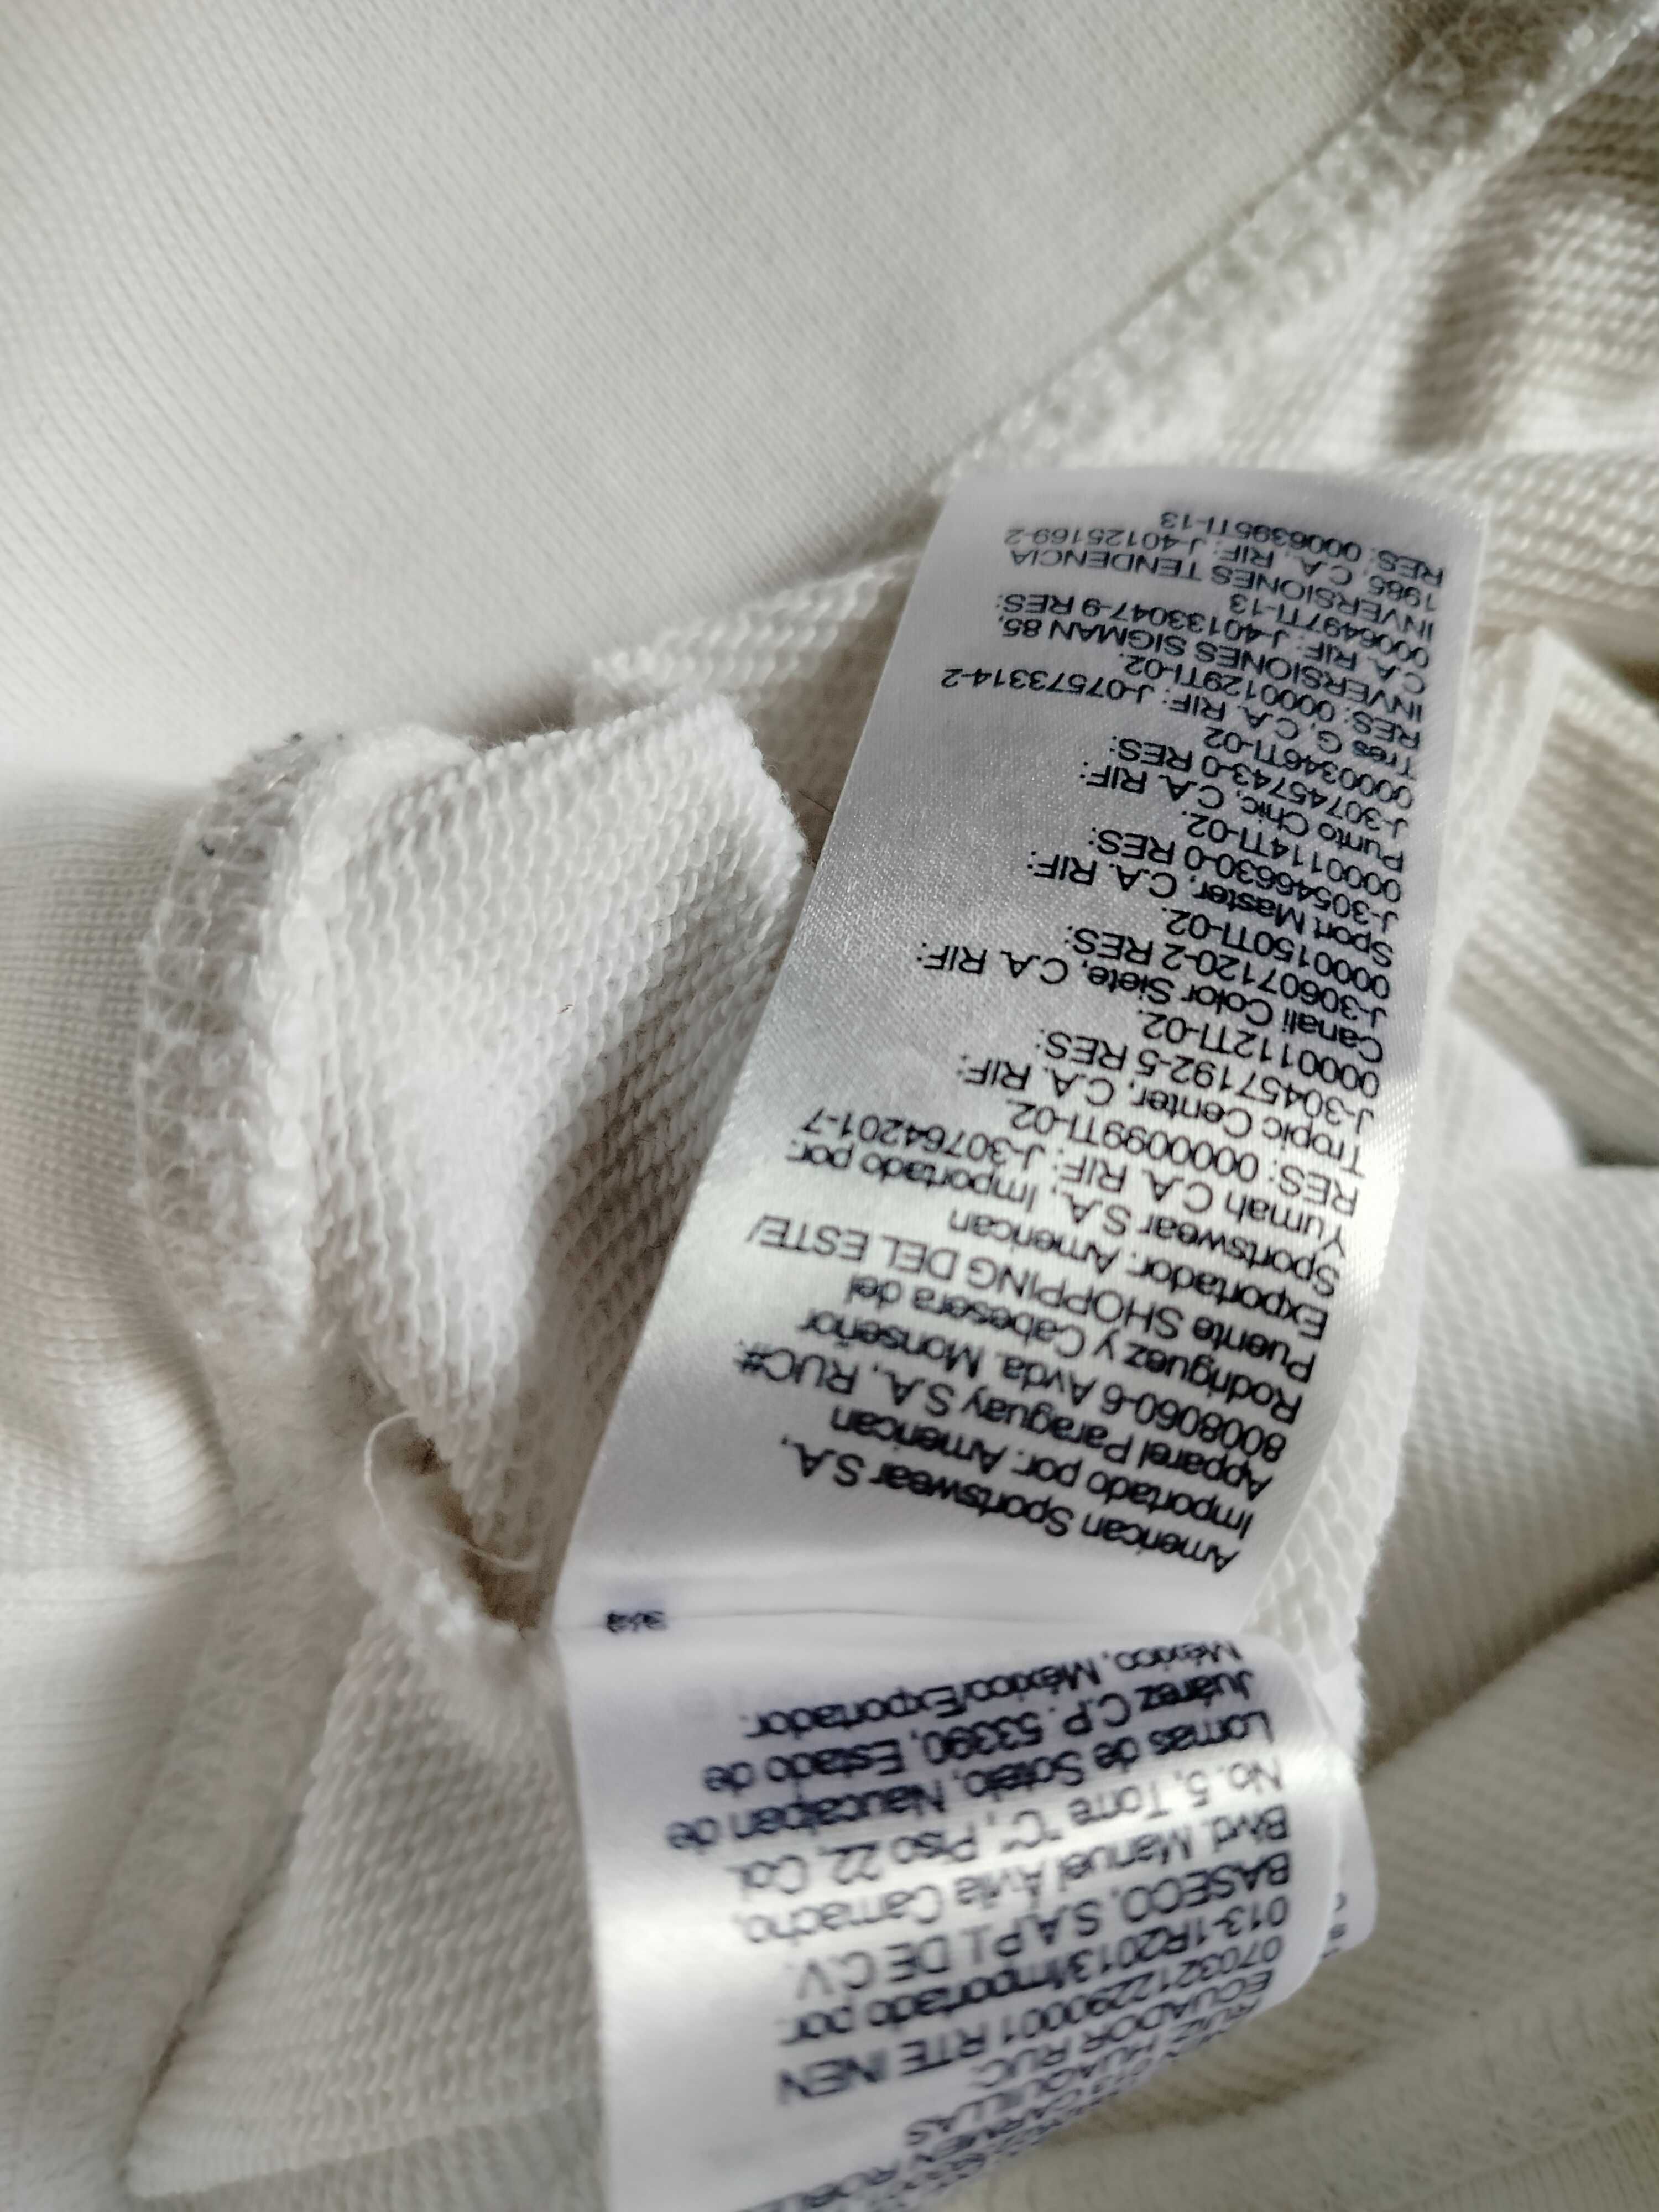 ECUADOR RUC:
0703212290001 RTE INEN
013-1R2013/Importado por:
BASECO, S.A.P.I. DE C.V.
Blvd. Manuel Ávila Camacho,
No. 5, Torre "C", Piso 22, Col.
Lomas de Sotelo, Naucalpan de
Juárez C.P. 53390, Estado de
México, México/Exportador:
American Sportswear S.A,
Importado por: American
Apparel Paraguay S.A, RUC#:
8008060-6 Avda. Monseñor
Rodriguez y Cabesera del
Puente SHOPPING DEL ESTE/
Exportador: American
Sportswear S.A, Importado por:
Yumah C.A. RIF: J-30764201-7
RES: 0000099TI-02.
Tropic Center, C.A. RIF:
J-30457192-5 RES:
0000112TI-02.
Canali Color Siete, C.A. RIF:
J-30607120-2 RES:
0000150TI-02.
Sport Master, C.A. RIF:
J-30546630-0 RES:
0000114TI-02.
Punto Chic, C.A. RIF:
J-30745743-0 RES:
0000346TI-02
Tres G, C.A. RIF: J-07573314-2
RES: 0000129TI-02.
INVERSIONES SIGMAN 85,
C.A. RIF: J-40133047-9 RES:
0006497TI-13
INVERSIONES TENDENCIA
1985, C.A. RIF: J-40125169-2
RES: 0006395TI-13